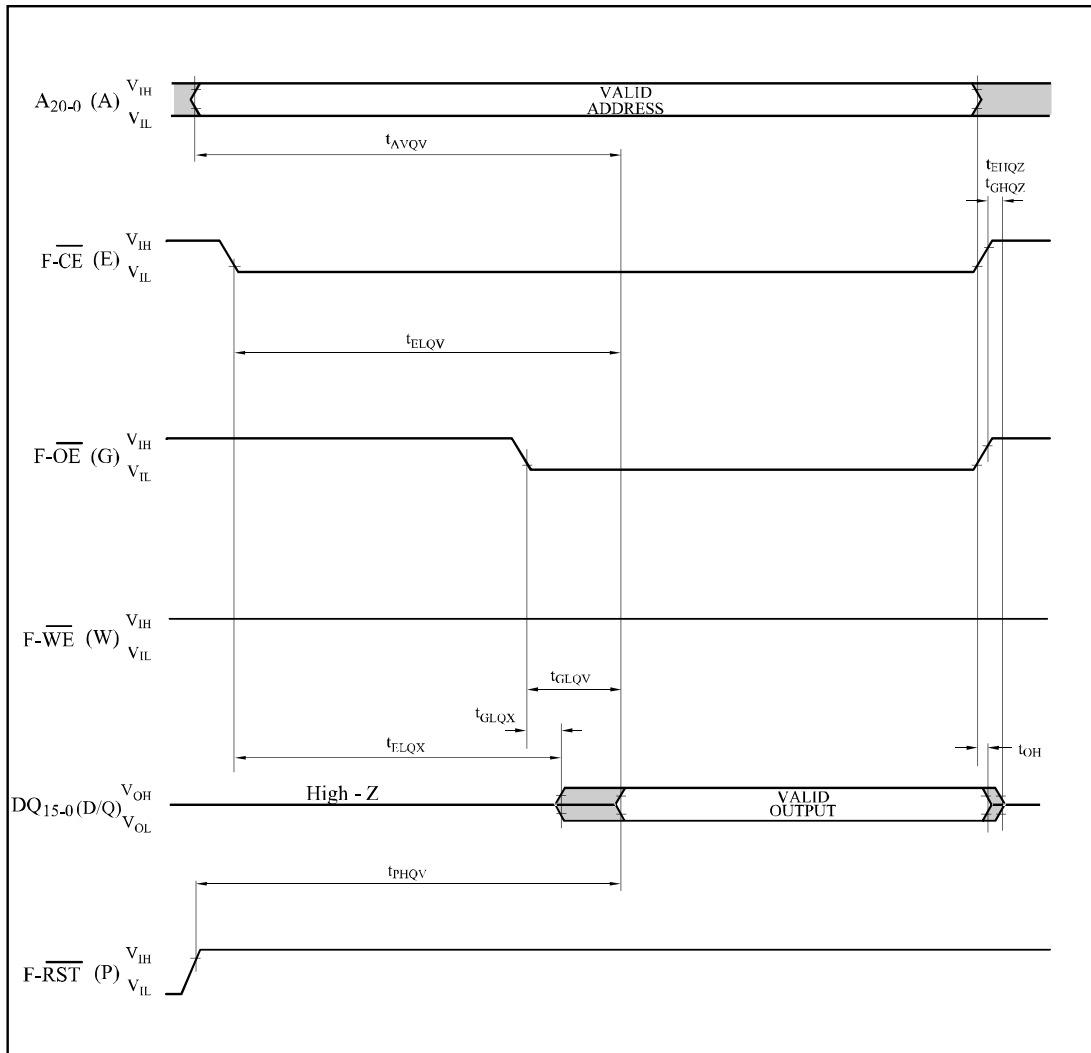 A20-0 (A) VIH
VIL
VALID
ADDRESS
tAVQV
tEHQZ
tGHQZ
F-CE (E) VIH
VIL
tELQV
F-OE (G) VIH
VIL
F-WE (W) VIH
VIL
tGLQV
tGLQX
tELQX
tOH
DQ15-0 (D/Q) VOH
VOL
High - Z
VALID
OUTPUT
tPHQV
F-RST (P) VIH
VIL